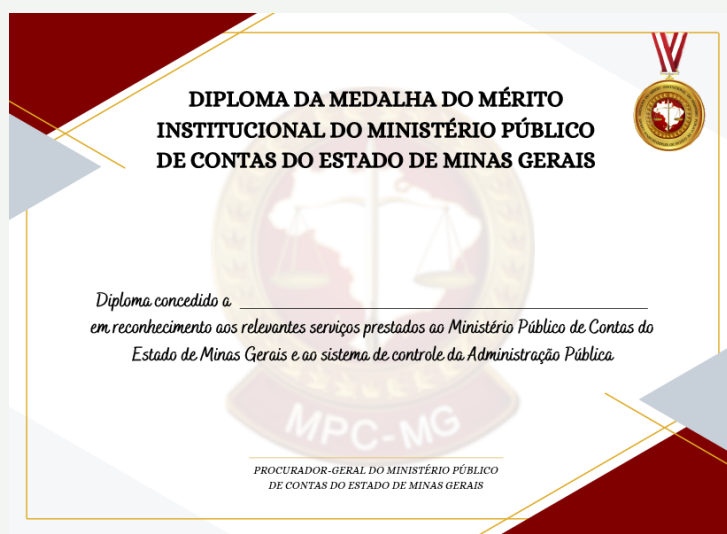 DIPLOMA DA MEDALHA DO MÉRITO
INSTITUCIONAL DO MINISTÉRIO PÚBLICO
DE CONTAS DO ESTADO DE MINAS GERAIS
Diploma concedido a
em reconhecimento aos relevantes serviços prestados ao Ministério Público de Contas do
Estado de Minas Gerais e ao sistema de controle da Administração Pública
MPC-MG
PROCURADOR-GERAL DO MINISTÉRIO PÚBLICO
DE CONTAS DO ESTADO DE MINAS GERAIS